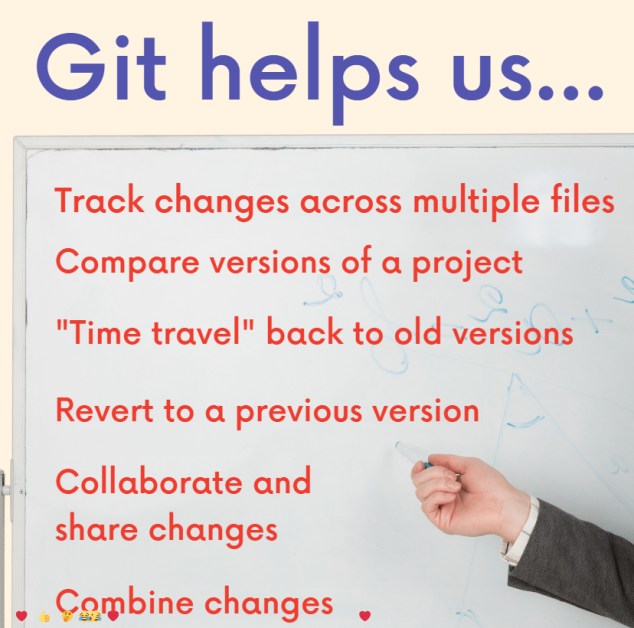 Git helps us...
Track changes across multiple files
Compare versions of a project
"Time travel" back to old versions
Revert to a previous version
Collaborate and
share changes
Combine changes